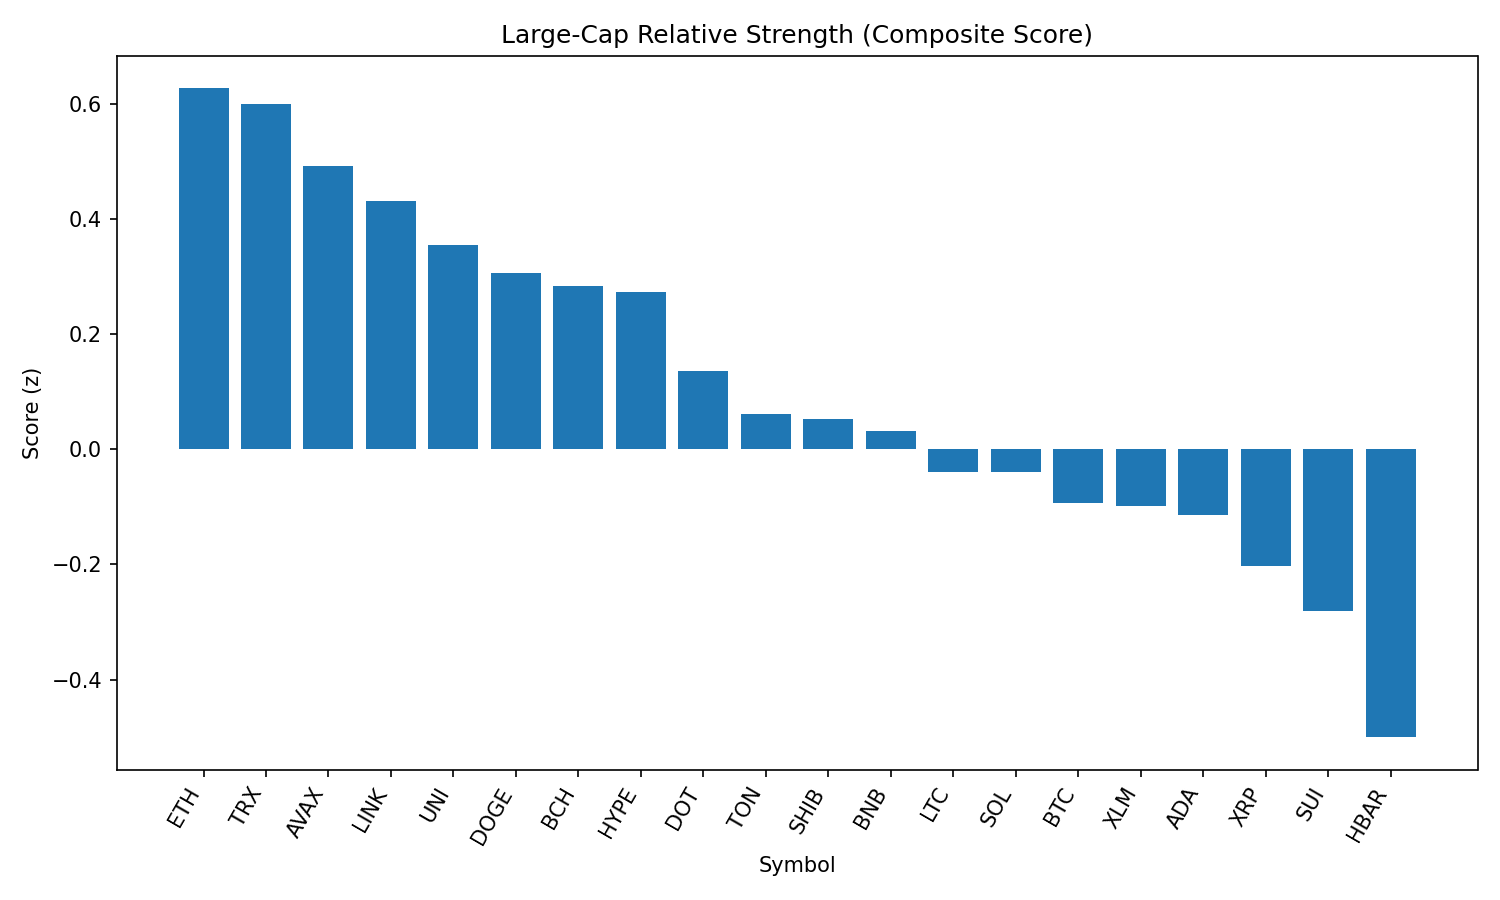 Large-Cap Relative Strength (Composite Score)
Score (z)
0.6
0.4
0.2
0.0
−0.2
−0.4
ETH
TRX
AVAX
LINK
UNI
DOGE
BCH
HYPE
DOT
TON
SHIB
BNB
LTC
SOL
BTC
XLM
ADA
XRP
SUI
HBAR
Symbol